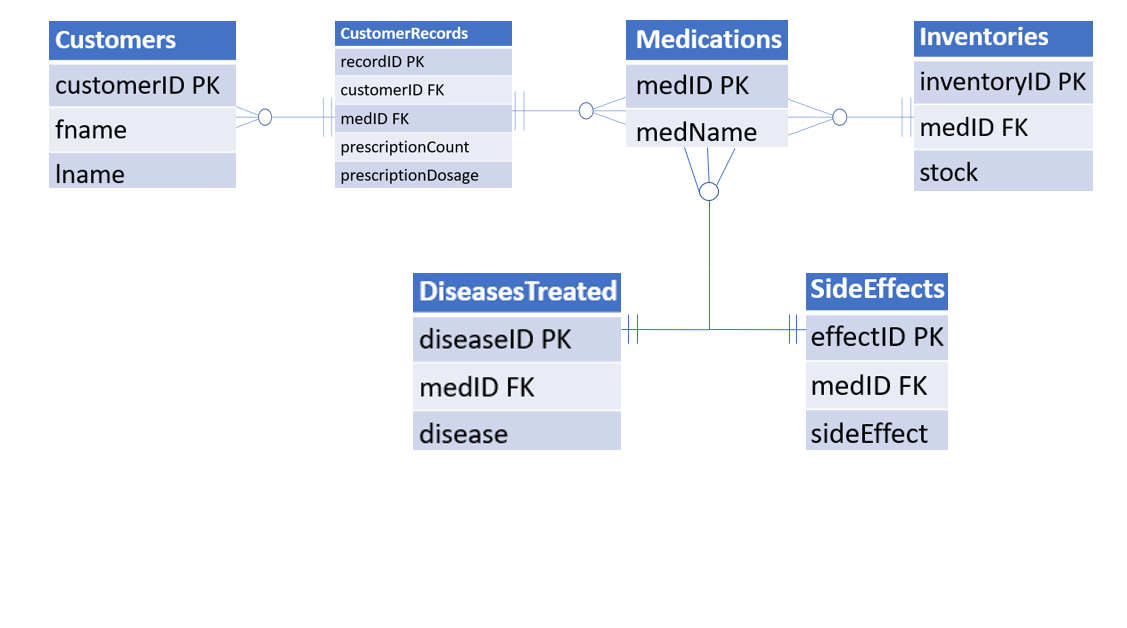 Customers
customerID PK
fname
lname
CustomerRecords
recordID PK
customerID FK
medID FK
prescriptionCount
prescriptionDosage
Medications
medID PK
medName
Inventories
inventoryID PK
medID FK
stock
DiseasesTreated
diseaseID PK
medID FK
disease
SideEffects
effectID PK
medID FK
sideEffect